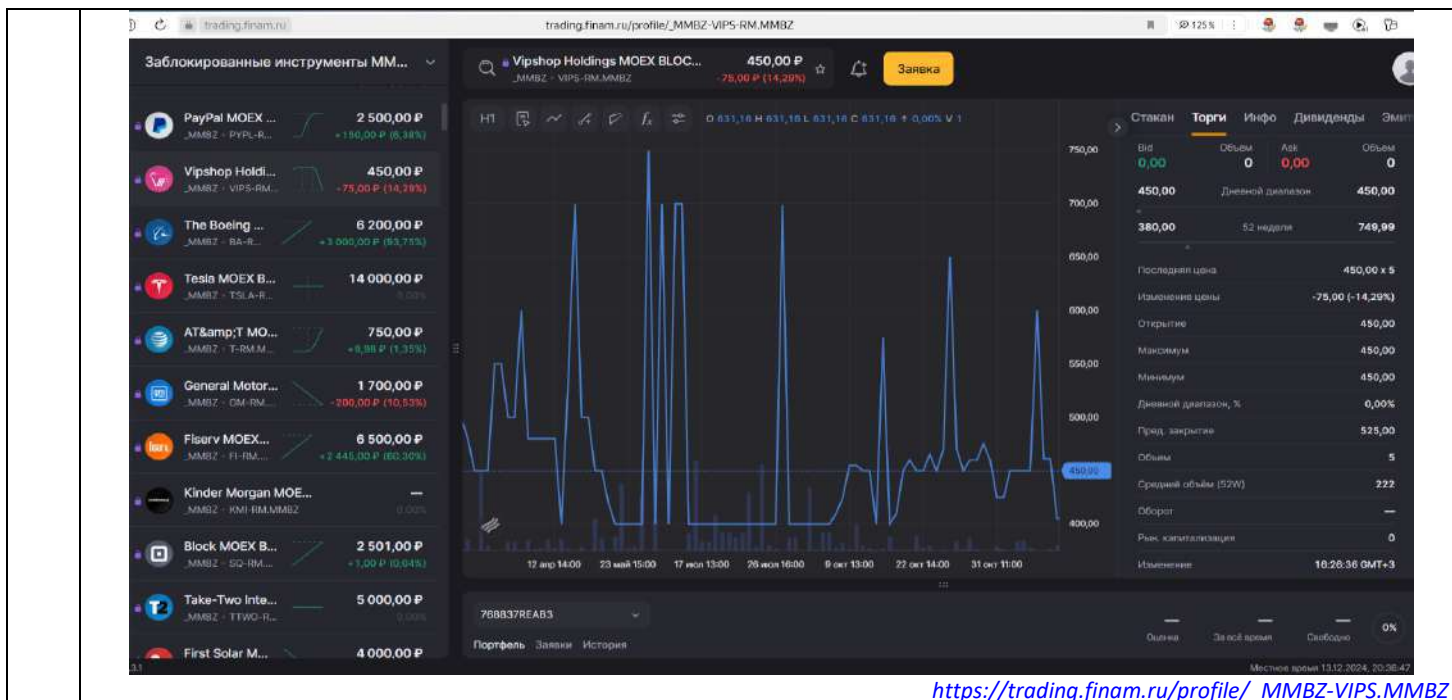 trading.finam.ru
trading.finam.ru/profile/_MMBZ-VIPS-RM.MMBZ
125 %
Заблокированные инструменты MM...
Vipshop Holdings MOEX BLOC...
_MMBZ - VIPS-RM.MMBZ
450,00 ₽
-75,00 ₽ (14,29%)
Заявка
PayPal MOEX ...
_MMBZ - PYPL-R...
2 500,00 ₽
+150,00 ₽ (6,38%)
Vipshop Holdi...
_MMBZ - VIPS-RM...
450,00 ₽
-75,00 ₽ (14,29%)
The Boeing ...
_MMBZ - BA-R...
6 200,00 ₽
+3 000,00 ₽ (93,75%)
Tesla MOEX B...
_MMBZ - TSLA-R...
14 000,00 ₽
0,00%
AT&amp;T MO...
_MMBZ - T-RM.M...
750,00 ₽
+9,98 ₽ (1,35%)
General Motor...
_MMBZ - GM-RM....
1 700,00 ₽
-200,00 ₽ (10,53%)
Fiserv MOEX...
_MMBZ - FI-RM....
6 500,00 ₽
+2 445,00 ₽ (60,30%)
Kinder Morgan MOE...
_MMBZ - KMI-RM.MMBZ
—
0,00%
Block MOEX B...
_MMBZ - SQ-RM....
2 501,00 ₽
+1,00 ₽ (0,04%)
Take-Two Inte...
_MMBZ - TTWO-R...
5 000,00 ₽
0,00%
First Solar M...
4 000,00 ₽
H1
O 631,16 H 631,16 L 631,16 C 631,16 0,00% V 1
750,00
700,00
650,00
600,00
550,00
500,00
450,00
400,00
12 апр 14:00 23 май 15:00 17 июл 13:00 26 июл 16:00 9 окт 13:00 22 окт 14:00 31 окт 11:00
768837REAB3
Портфель Заявки История
Стакан Торги Инфо Дивиденды Эмит
Bid Объем Ask Объем
0,00 0 0,00 0
450,00 Дневной диапазон 450,00
380,00 52 недели 749,99
Последняя цена 450,00 x 5
Изменение цены -75,00 (-14,29%)
Открытие 450,00
Максимум 450,00
Минимум 450,00
Дневной диапазон, % 0,00%
Пред. закрытие 525,00
Объем 5
Средний объём (52W) 222
Оборот —
Рын. капитализация 0
Изменение 16:26:36 GMT+3
Оценка За всё время Свободно
0%
Местное время 13.12.2024, 20:36:47
https://trading.finam.ru/profile/_MMBZ-VIPS.MMBZ